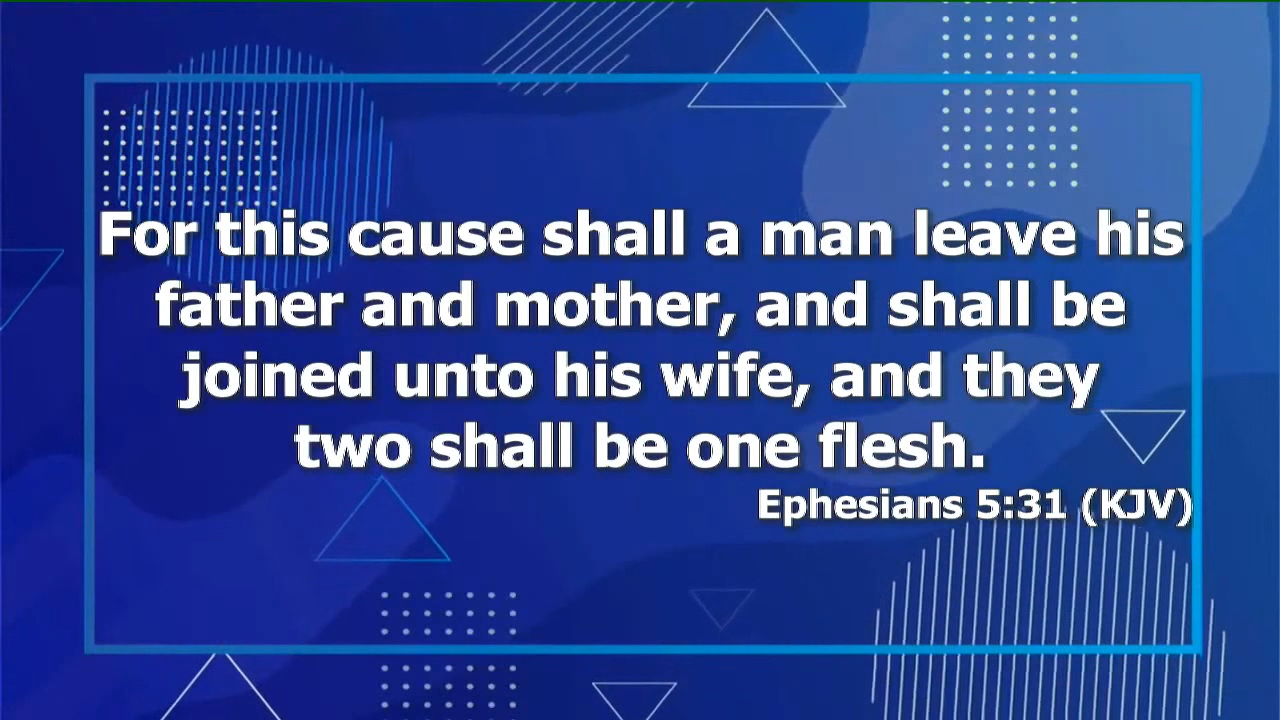 For this cause shall a man leave his
father and mother, and shall be
joined unto his wife, and they
two shall be one flesh.
Ephesians 5:31 (KJV)